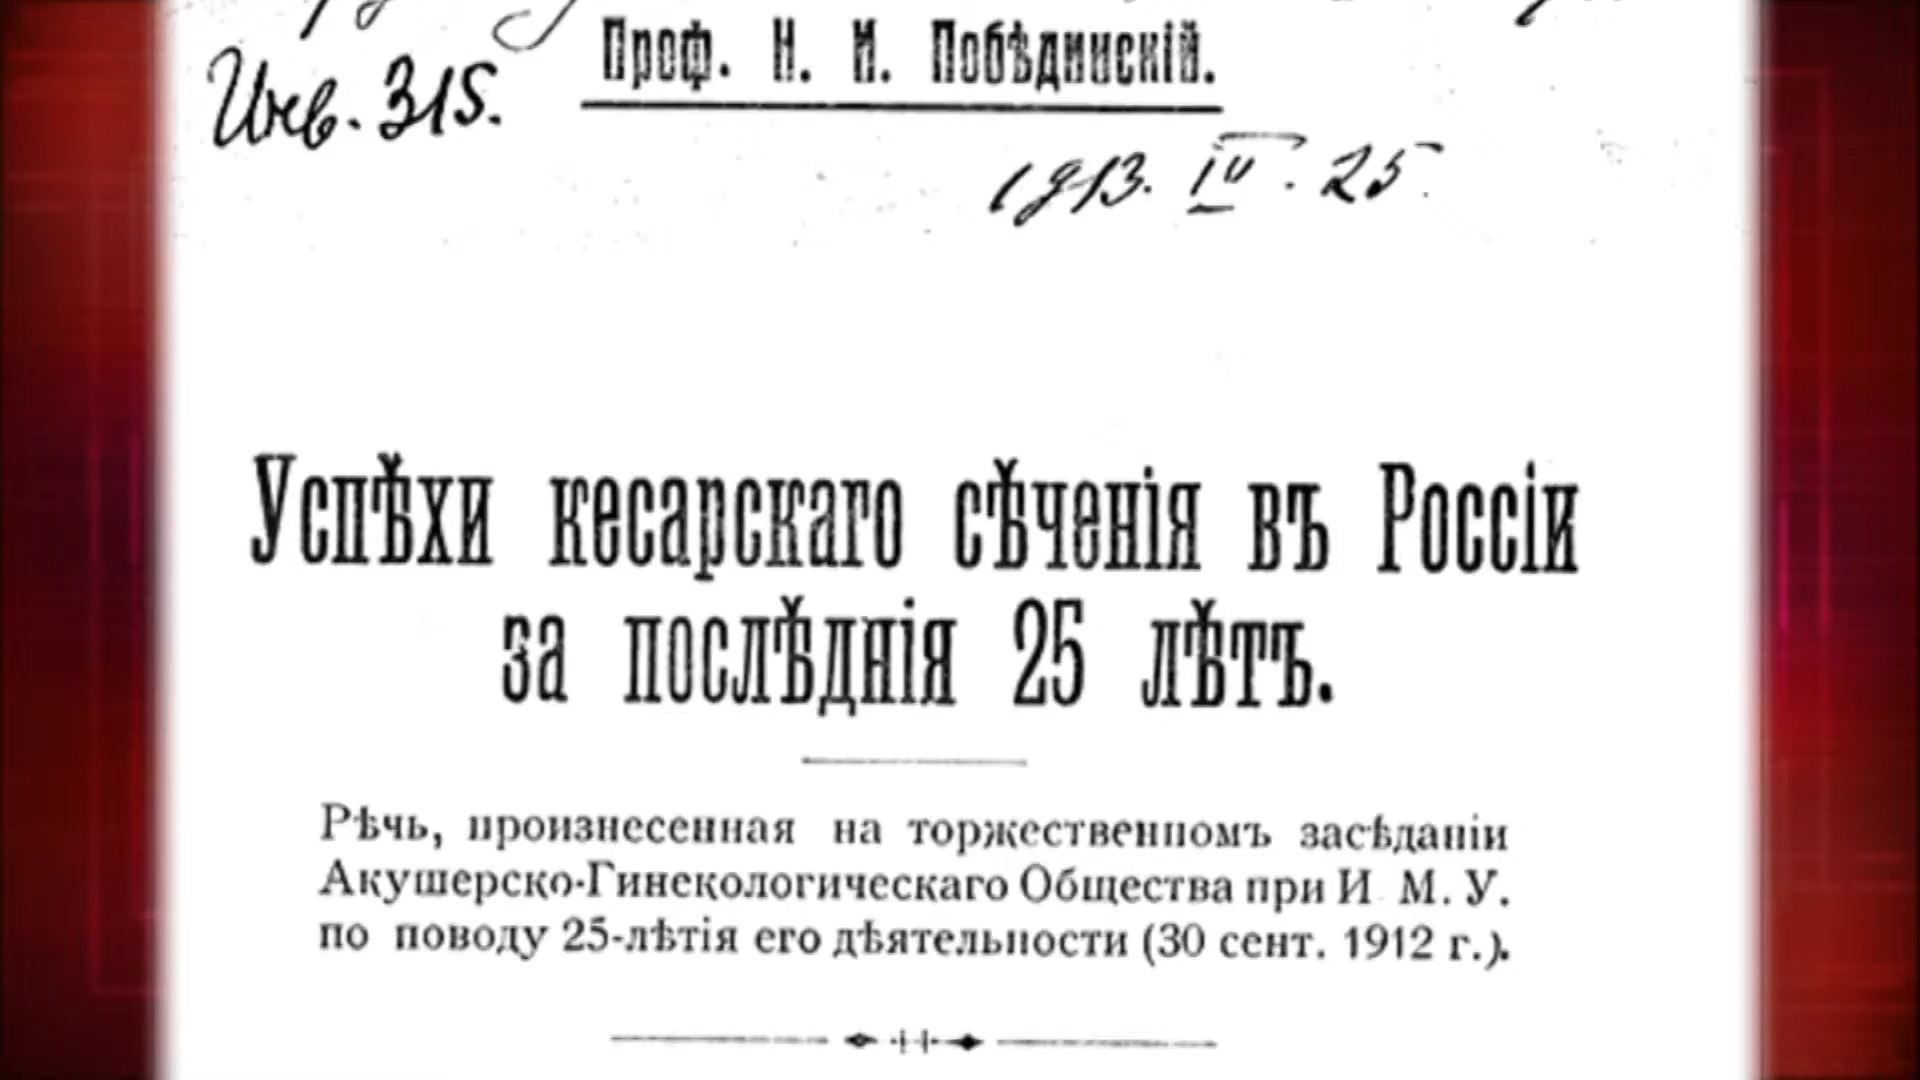 Проф. Н. И. Побѣдинскій.
Инв. 315.
1913. IV. 25.
Успѣхи кесарскаго сѣченія въ Россіи
за послѣднія 25 лѣтъ.
Рѣчь, произнесенная на торжественномъ засѣданіи
Акушерско-Гинекологическаго Общества при И М. У.
по поводу 25-лѣтія его дѣятельности (30 сент. 1912 г.).